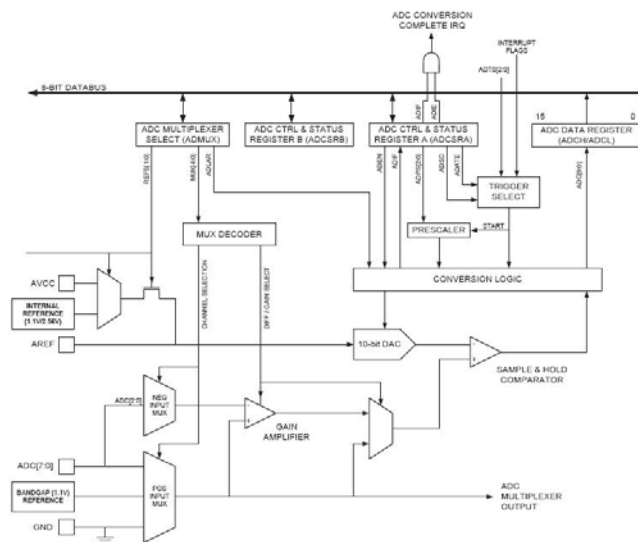 ADC CONVERSION
COMPLETE IRQ
INTERRUPT
FLAGS
ADTS[2:0]
8-BIT DATABUS
ADIF
ADIE
15
0
ADC MULTIPLEXER
SELECT (ADMUX)
ADC CTRL & STATUS
REGISTER B (ADCSRB)
ADC CTRL & STATUS
REGISTER A (ADCSRA)
ADC DATA REGISTER
(ADCH/ADCL)
REFS[1:0]
MUX[4:0]
ADLAR
ADEN
ADIF
ADPS[2:0]
ADSC
ADATE
ADC[9:0]
TRIGGER
SELECT
MUX DECODER
PRESCALER
START
CHANNEL SELECTION
DIFF / GAIN SELECT
CONVERSION LOGIC
AVCC
INTERNAL
REFERENCE
(1.1V/2.56V)
AREF
10-bit DAC
-
+
SAMPLE & HOLD
COMPARATOR
ADC[2:0]
NEG
INPUT
MUX
-
+
GAIN
AMPLIFIER
ADC[7:0]
BANDGAP (1.1V)
REFERENCE
POS
INPUT
MUX
GND
ADC
MULTIPLEXER
OUTPUT